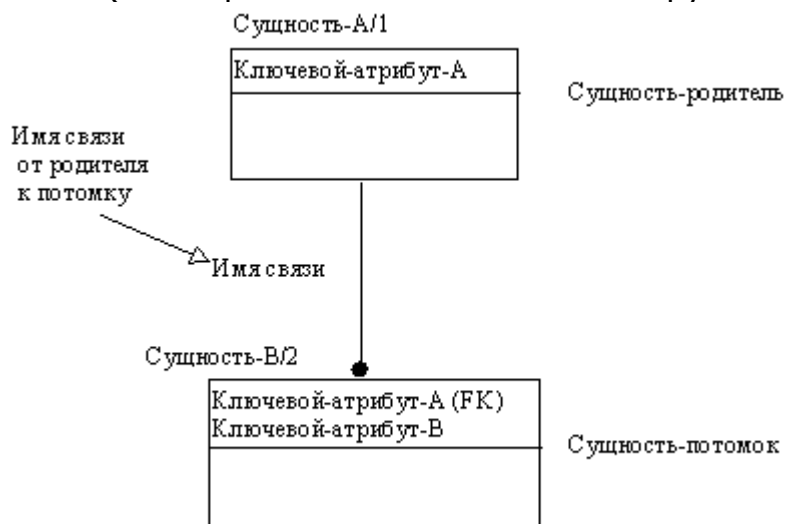 Сущность-А/1
Ключевой-атрибут-А
Сущность-родитель
Имя связи
от родителя
к потомку
Имя связи
Сущность-В/2
Ключевой-атрибут-А (FK)
Ключевой-атрибут-В
Сущность-потомок